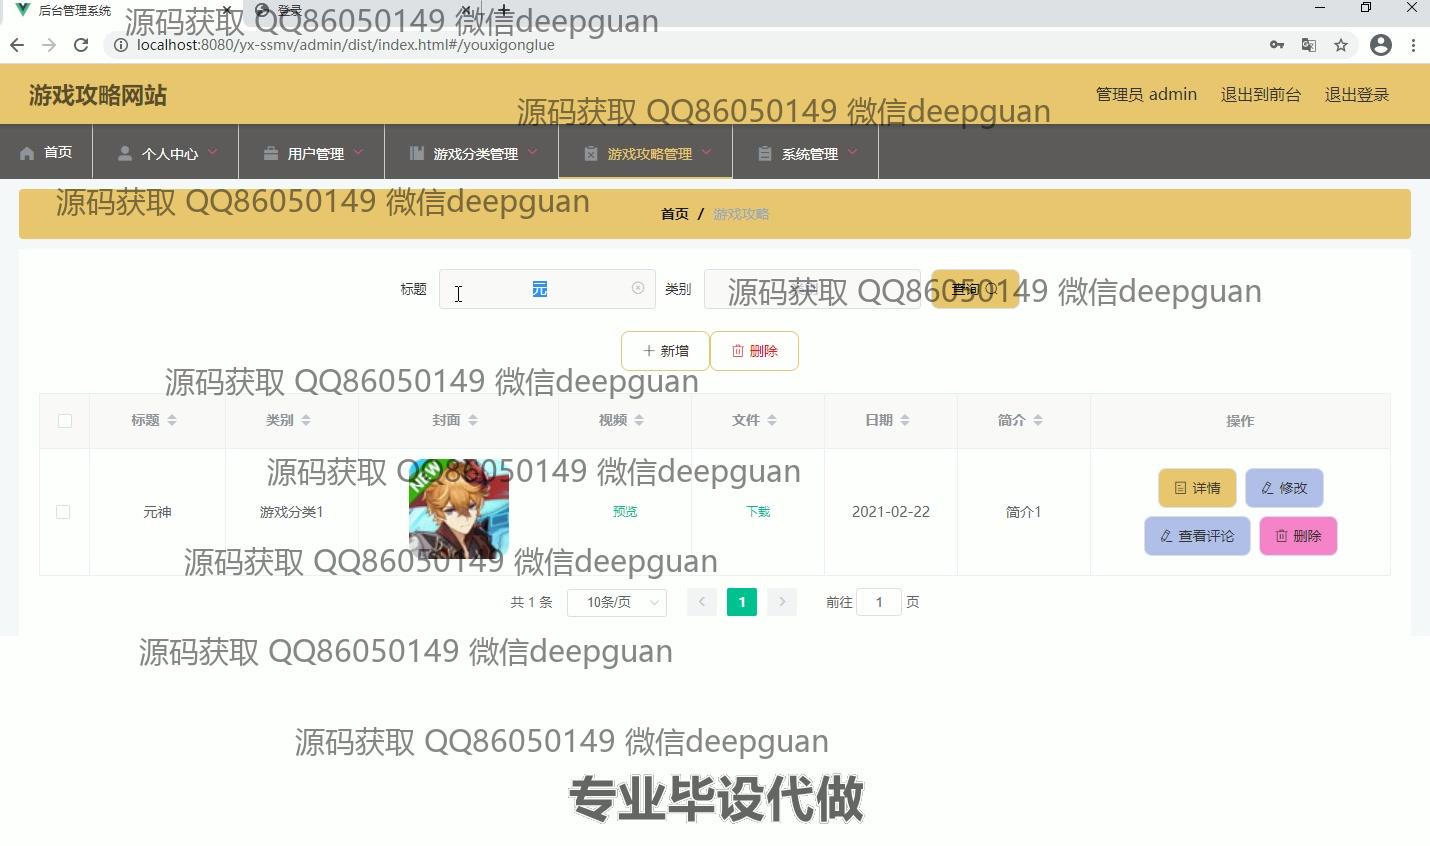 后台管理系统
登录
源码获取 QQ86050149 微信deepguan
localhost:8080/yx-ssmv/admin/dist/index.html#/youxigonglue
游戏攻略网站
管理员 admin 退出到前台 退出登录
源码获取 QQ86050149 微信deepguan
首页 个人中心 用户管理 游戏分类管理 游戏攻略管理 系统管理
源码获取 QQ86050149 微信deepguan
首页 / 游戏攻略
标题 元 类别 查询
源码获取 QQ86050149 微信deepguan
新增 删除
源码获取 QQ86050149 微信deepguan
标题 类别 封面 视频 文件 日期 简介 操作
源码获取 QQ86050149 微信deepguan
NEW
详情 修改
元神 游戏分类1 预览 下载 2021-02-22 简介1
查看评论 删除
源码获取 QQ86050149 微信deepguan
共 1 条 10条/页 1 前往 1 页
源码获取 QQ86050149 微信deepguan
源码获取 QQ86050149 微信deepguan
专业毕设代做